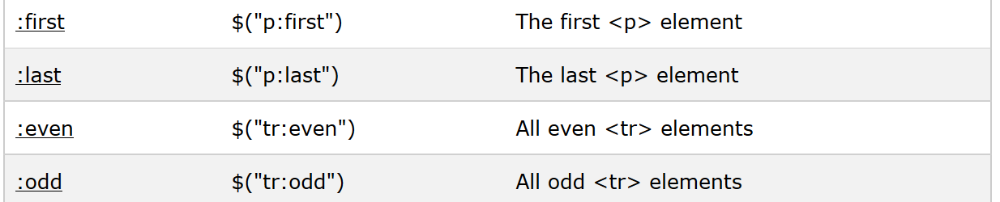 :first $("p:first") The first <p> element
:last $("p:last") The last <p> element
:even $("tr:even") All even <tr> elements
:odd $("tr:odd") All odd <tr> elements